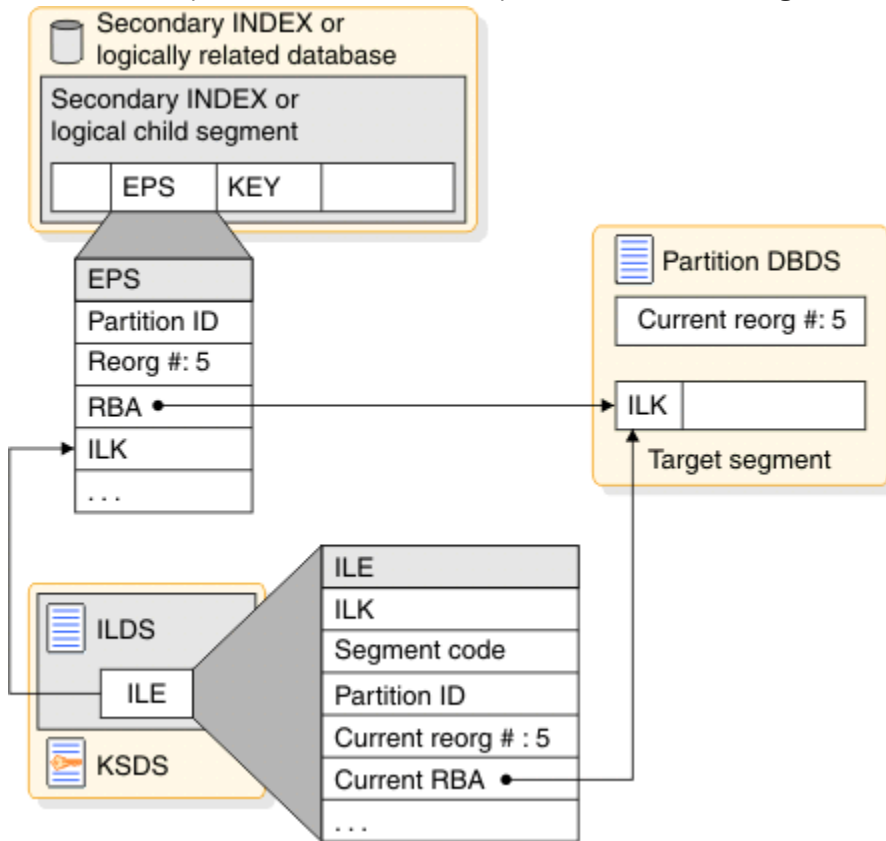 Secondary INDEX or
logically related database
Secondary INDEX or
logical child segment
EPS KEY
EPS
Partition ID
Reorg #: 5
RBA
ILK
. . .
Partition DBDS
Current reorg #: 5
ILK
Target segment
ILDS
ILE
KSDS
ILE
ILK
Segment code
Partition ID
Current reorg # : 5
Current RBA
. . .